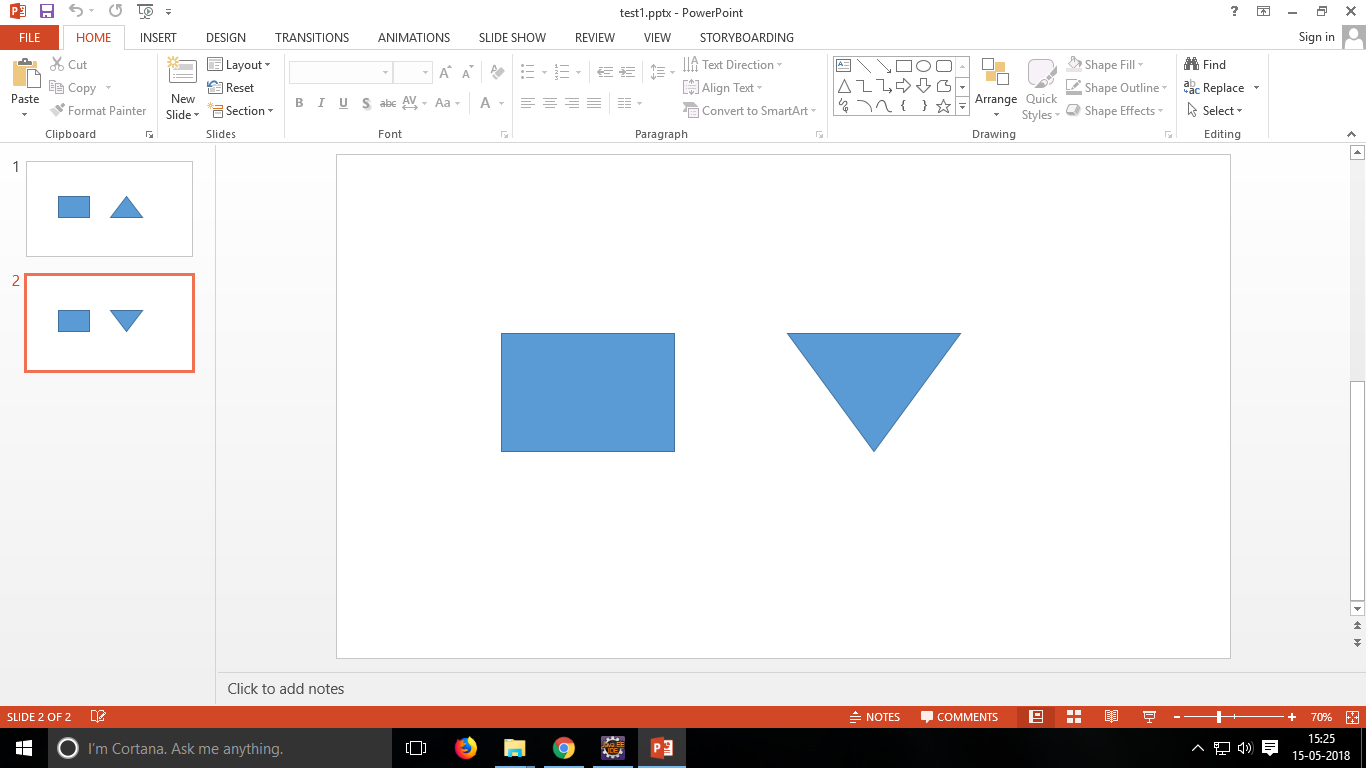 test1.pptx - PowerPoint
FILE HOME INSERT DESIGN TRANSITIONS ANIMATIONS SLIDE SHOW REVIEW VIEW STORYBOARDING Sign in
Paste
Cut
Copy
Format Painter
Clipboard
New
Slide
Layout
Reset
Section
Slides
B I U S abc AV Aa A
Font
Text Direction
Align Text
Convert to SmartArt
Paragraph
Arrange
Quick
Styles
Shape Fill
Shape Outline
Shape Effects
Drawing
Find
Replace
Select
Editing
1
2
Click to add notes
SLIDE 2 OF 2 NOTES COMMENTS 70%
I'm Cortana. Ask me anything.
15:25
15-05-2018